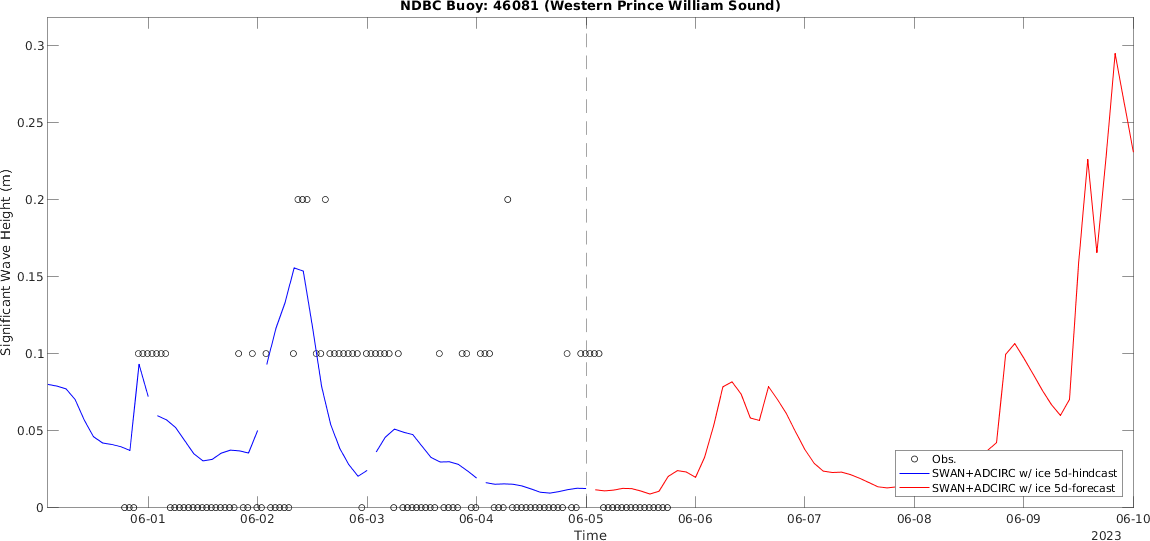 NDBC Buoy: 46081 (Western Prince William Sound)
Significant Wave Height (m)
0.3
0.25
0.2
0.15
0.1
0.05
0
Obs.
SWAN+ADCIRC w/ ice 5d-hindcast
SWAN+ADCIRC w/ ice 5d-forecast
06-01 06-02 06-03 06-04 06-05 06-06 06-07 06-08 06-09 06-10
Time
2023